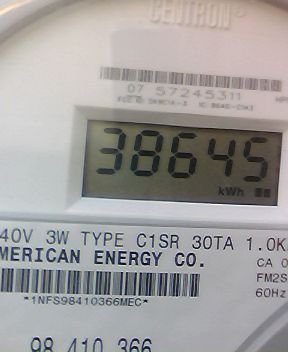 CENTRON®
07 57245311
38645
kWh
40V 3W TYPE C1SR 30TA 1.0K
MERICAN ENERGY CO.
CA 0
FM2S
60Hz
*1NFS98410366MEC*
98 410 366